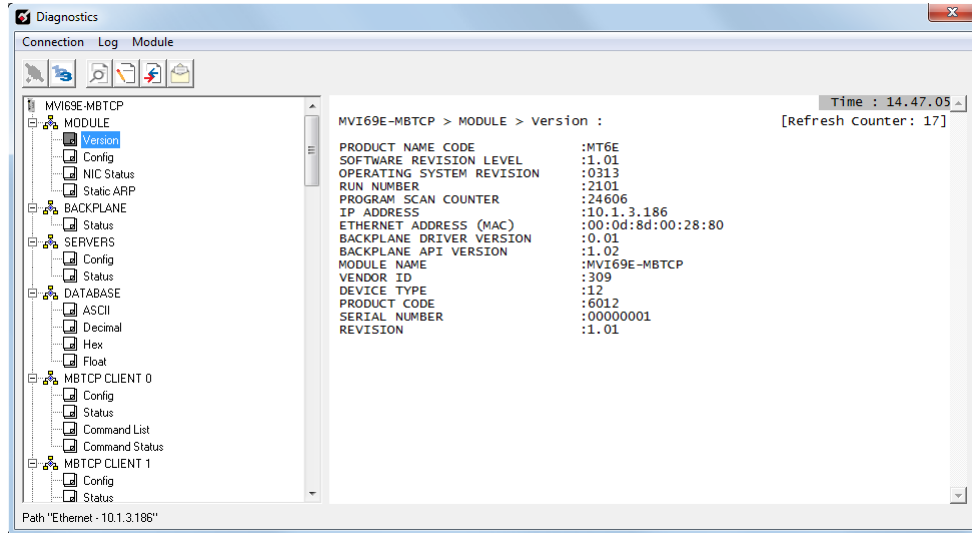 Diagnostics
Connection Log Module
MVI69E-MBTCP
MODULE
Version
Config
NIC Status
Static ARP
BACKPLANE
Status
SERVERS
Config
Status
DATABASE
ASCII
Decimal
Hex
Float
MBTCP CLIENT 0
Config
Status
Command List
Command Status
MBTCP CLIENT 1
Config
Status
Time : 14.47.05
MVI69E-MBTCP > MODULE > Version : [Refresh Counter: 17]
PRODUCT NAME CODE :MT6E
SOFTWARE REVISION LEVEL :1.01
OPERATING SYSTEM REVISION :0313
RUN NUMBER :2101
PROGRAM SCAN COUNTER :24606
IP ADDRESS :10.1.3.186
ETHERNET ADDRESS (MAC) :00:0d:8d:00:28:80
BACKPLANE DRIVER VERSION :0.01
BACKPLANE API VERSION :1.02
MODULE NAME :MVI69E-MBTCP
VENDOR ID :309
DEVICE TYPE :12
PRODUCT CODE :6012
SERIAL NUMBER :00000001
REVISION :1.01
Path "Ethernet - 10.1.3.186"